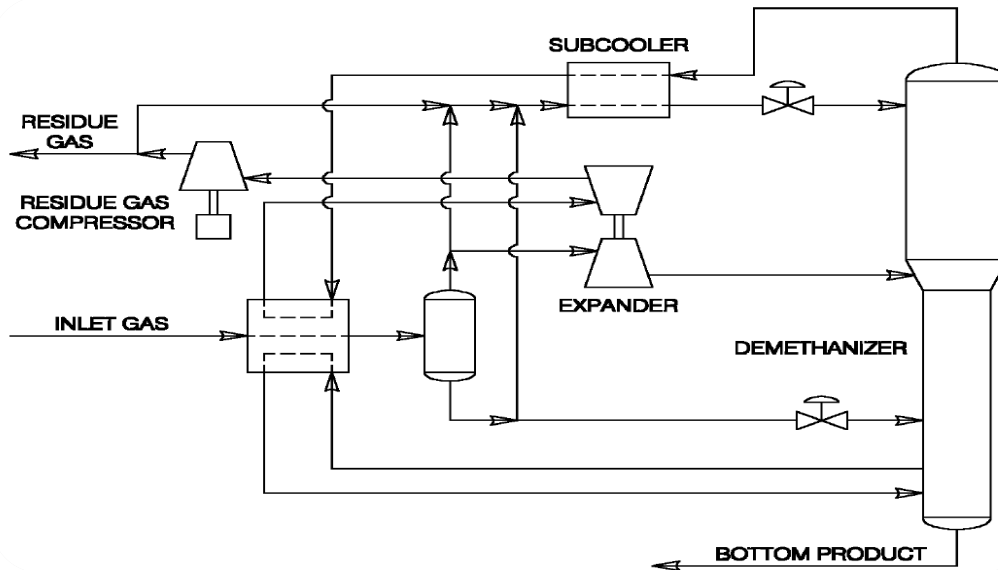 SUBCOOLER
RESIDUE
GAS
RESIDUE GAS
COMPRESSOR
EXPANDER
INLET GAS
DEMETHANIZER
BOTTOM PRODUCT